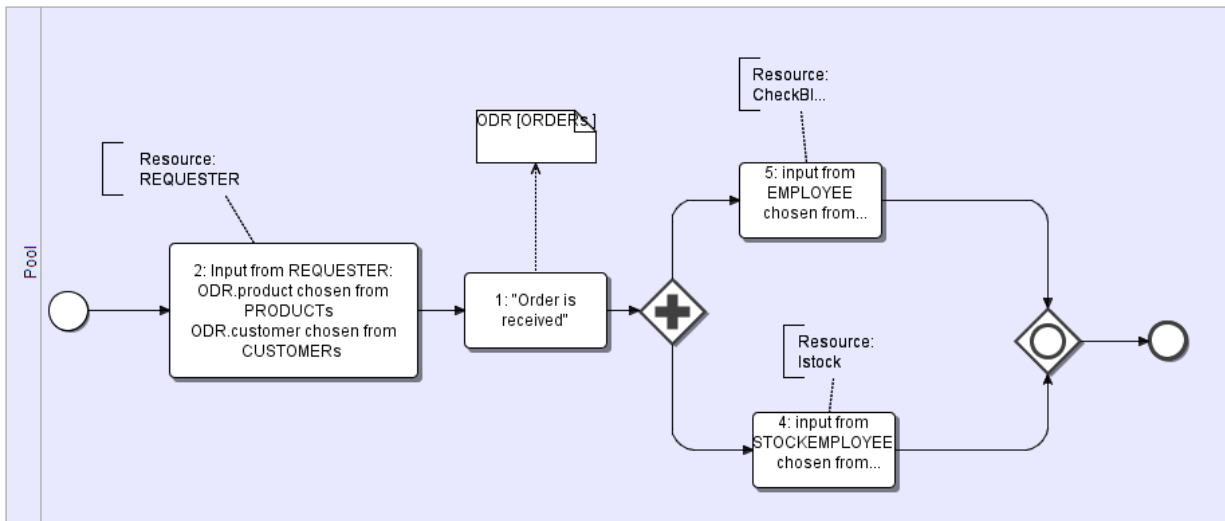 Pool
Resource:
REQUESTER
2: Input from REQUESTER:
ODR.product chosen from
PRODUCTs
ODR.customer chosen from
CUSTOMERs
ODR [ORDERs ]
1: "Order is
received"
Resource:
CheckBl...
5: input from
EMPLOYEE
chosen from...
Resource:
Istock
4: input from
STOCKEMPLOYEE
chosen from...